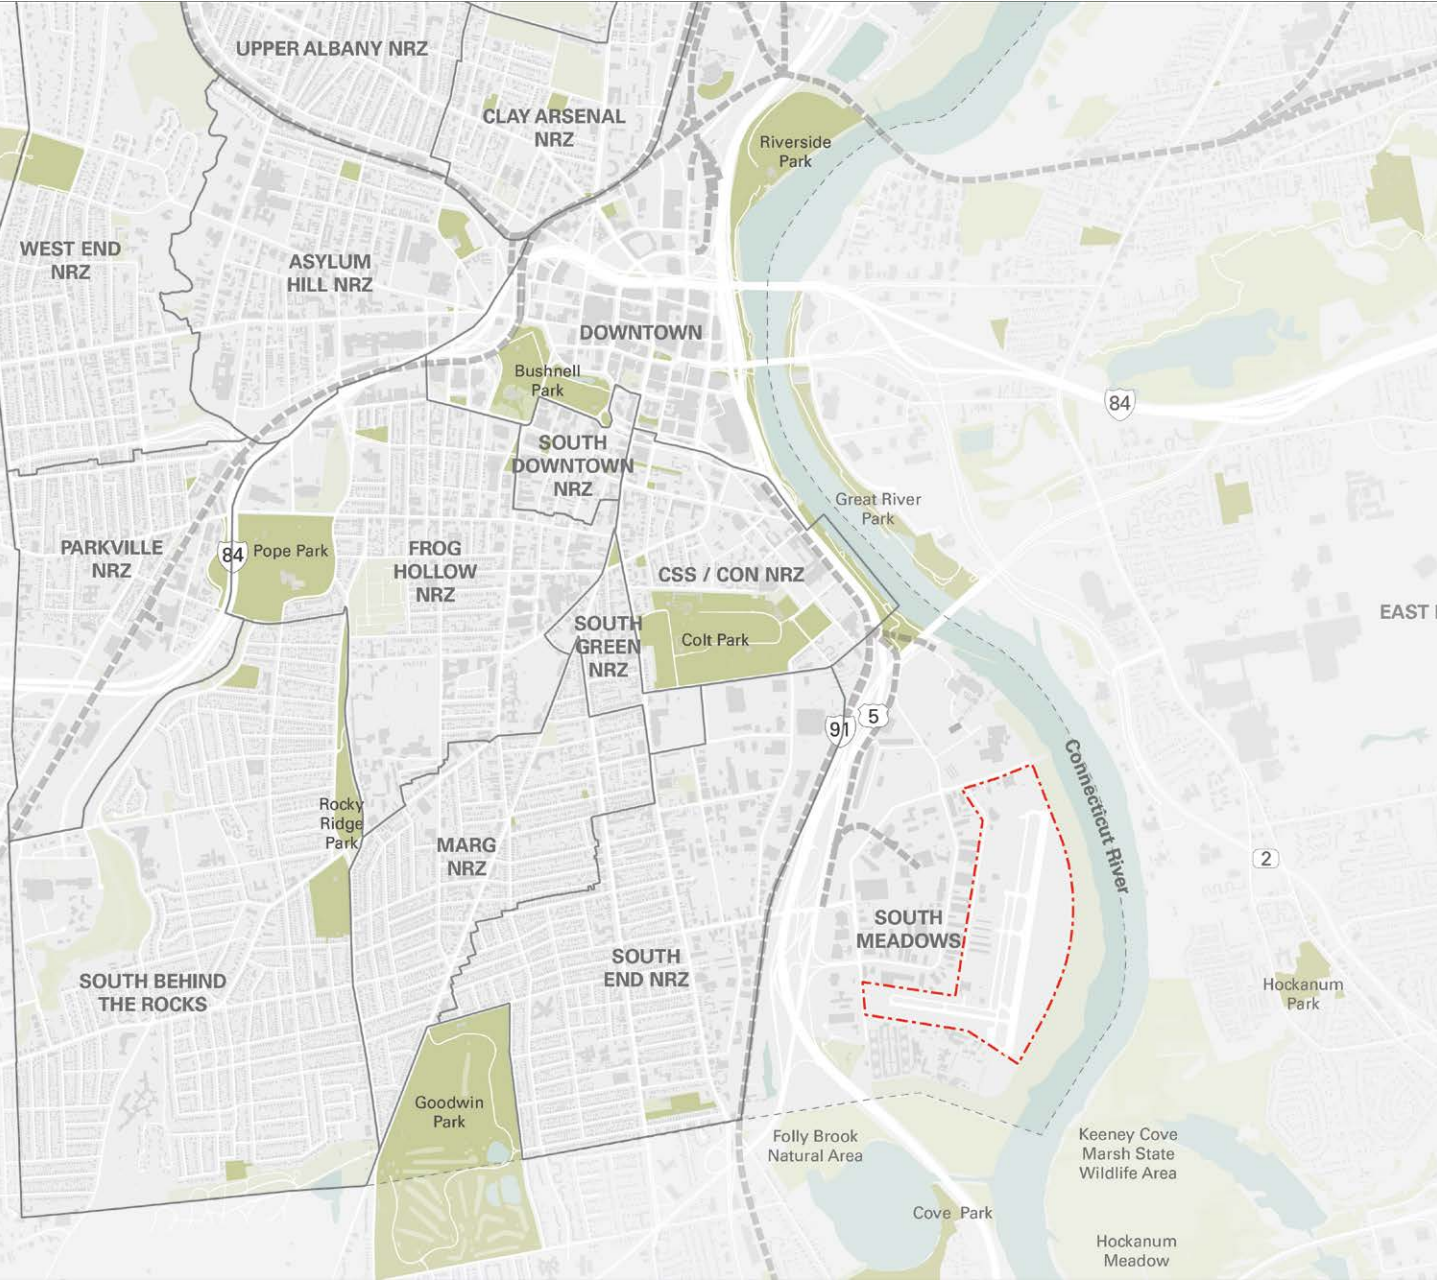 UPPER ALBANY NRZ
CLAY ARSENAL
NRZ
Riverside
Park
WEST END
NRZ
ASYLUM
HILL NRZ
DOWNTOWN
Bushnell
Park
84
SOUTH
DOWNTOWN
NRZ
Great River
Park
PARKVILLE
NRZ
84
Pope Park
FROG
HOLLOW
NRZ
CSS / CON NRZ
EAST
SOUTH
GREEN
NRZ
Colt Park
91
5
Connecticut River
Rocky
Ridge
Park
MARG
NRZ
2
SOUTH
MEADOWS
SOUTH BEHIND
THE ROCKS
SOUTH
END NRZ
Hockanum
Park
Goodwin
Park
Folly Brook
Natural Area
Keeney Cove
Marsh State
Wildlife Area
Cove Park
Hockanum
Meadow